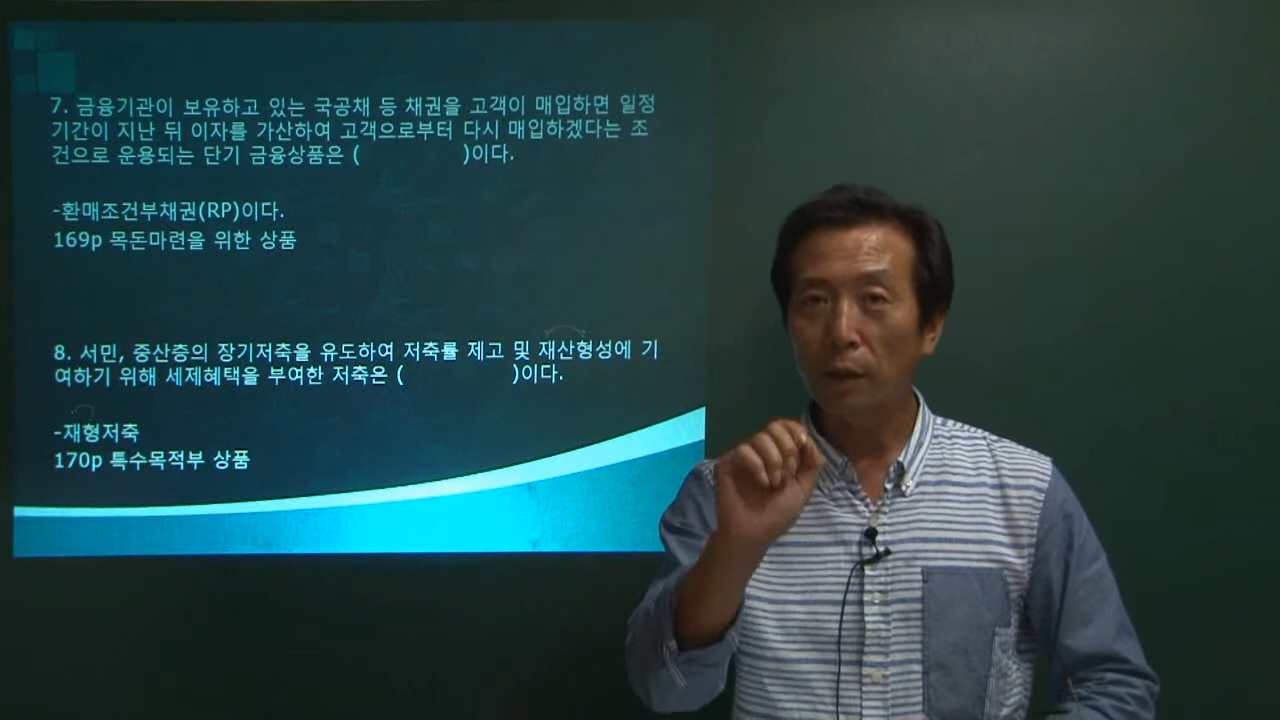 7. 금융기관이 보유하고 있는 국공채 등 채권을 고객이 매입하면 일정
기간이 지난 뒤 이자를 가산하여 고객으로부터 다시 매입하겠다는 조
건으로 운용되는 단기 금융상품은 ( )이다.
-환매조건부채권(RP)이다.
169p 목돈마련을 위한 상품
8. 서민, 중산층의 장기저축을 유도하여 저축률 제고 및 재산형성에 기
여하기 위해 세제혜택을 부여한 저축은 ( )이다.
-재형저축
170p 특수목적부 상품